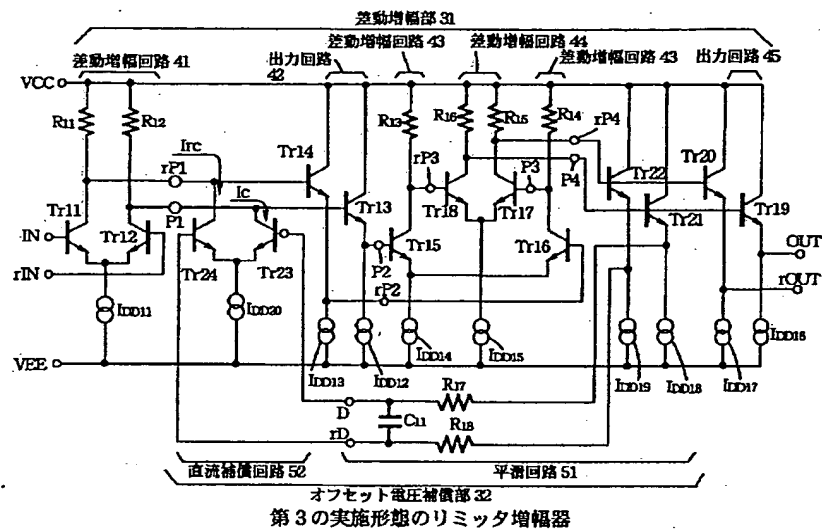 差動増幅部 31
差動増幅回路 43
差動増幅回路 44
差動増幅回路 41
出力回路 42
差動増幅回路 43
出力回路 45
VCC
R11
R12
R13
R16
R15
R14
rP4
Irc
Tr14
rP1
rP3
P3
P4
Tr22
Tr20
Ic
Tr11
P1
Tr13
Tr18
Tr17
Tr21
Tr19
IN
Tr12
Tr15
Tr16
OUT
rIN
Tr24
Tr23
P2
rP2
rOUT
IDD11
IDD20
IDD13
IDD12
IDD14
IDD15
IDD19
IDD18
IDD17
IDD16
VEE
D
R17
C11
rD
R18
直流補償回路 52
平滑回路 51
オフセット電圧補償部 32
第3の実施形態のリミッタ増幅器